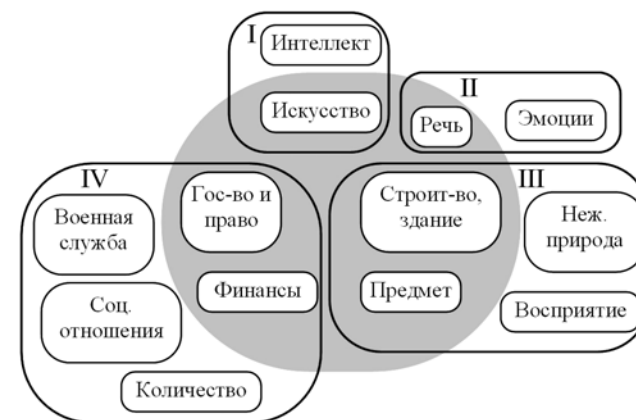 I
Интеллект
Искусство
II
Речь
Эмоции
IV
Военная
служба
Гос-во и
право
Соц.
отношения
Финансы
Количество
III
Строит-во,
здание
Неж.
природа
Предмет
Восприятие